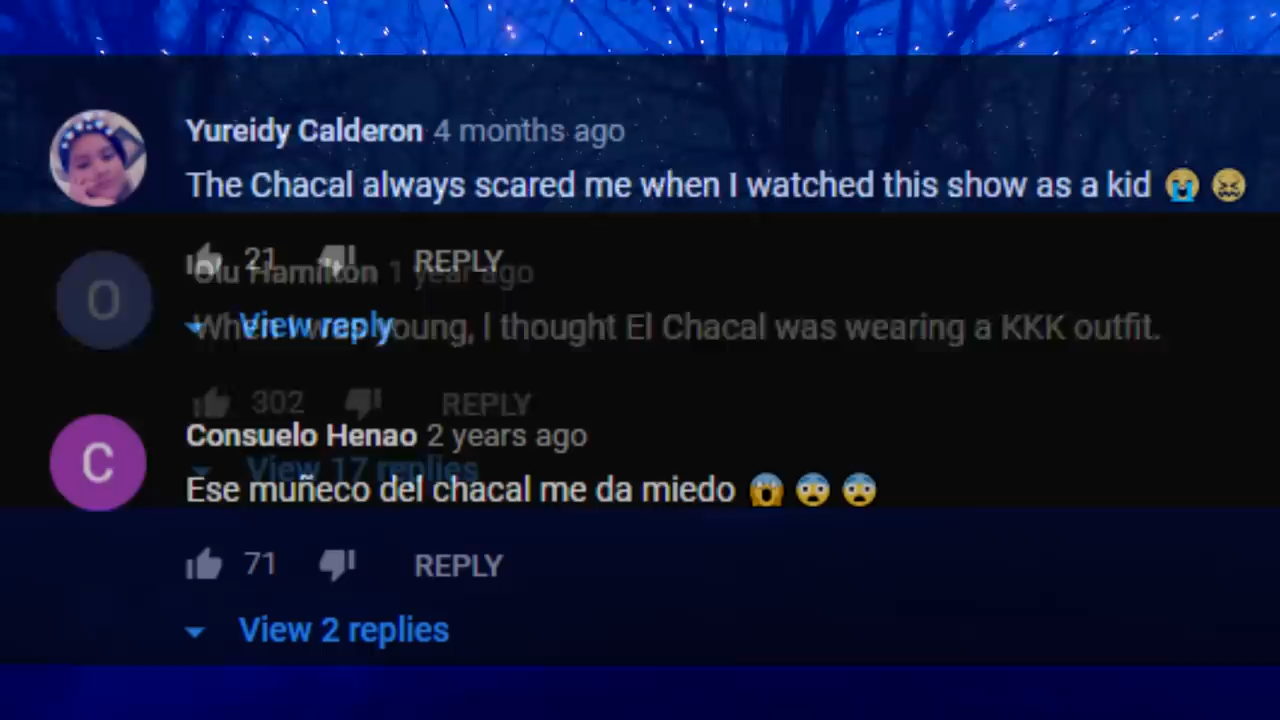 Yureidy Calderon 4 months ago
The Chacal always scared me when I watched this show as a kid 😭 😖
21 REPLY
Olu Hamilton 1 year ago
View reply
When I was young, I thought El Chacal was wearing a KKK outfit.
O
302 REPLY
Consuelo Henao 2 years ago
View 17 replies
C
Ese muñeco del chacal me da miedo 😱 😨 😨
71 REPLY
View 2 replies